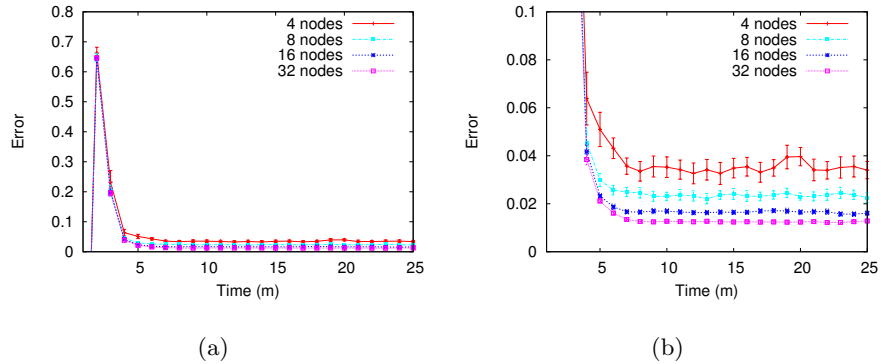 0.8
0.7
0.6
0.5
0.4
0.3
0.2
0.1
0
Error
5 10 15 20 25
Time (m)
4 nodes
8 nodes
16 nodes
32 nodes
(a)
0.1
0.08
0.06
0.04
0.02
0
Error
5 10 15 20 25
Time (m)
4 nodes
8 nodes
16 nodes
32 nodes
(b)